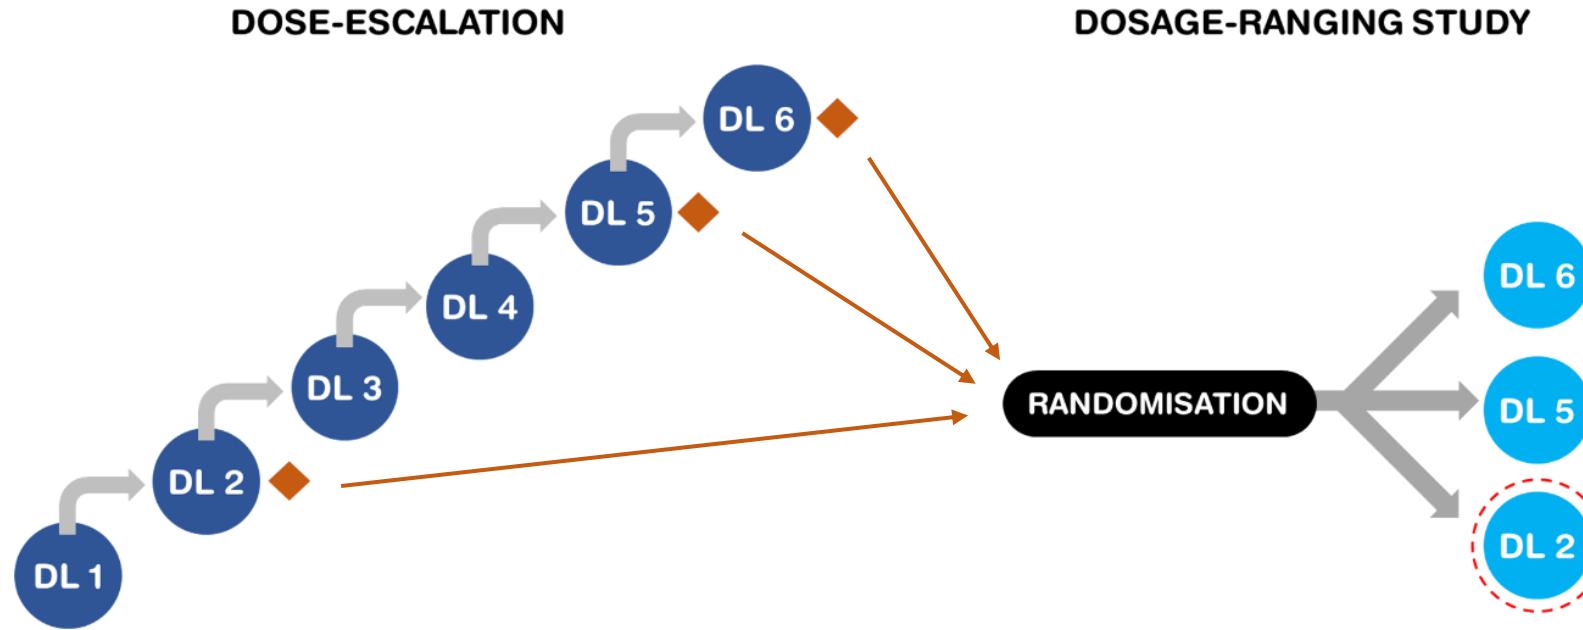 DOSE-ESCALATION
DOSAGE-RANGING STUDY
DL 6
DL 5
DL 4
DL 3
DL 2
DL 1
RANDOMISATION
DL 6
DL 5
DL 2